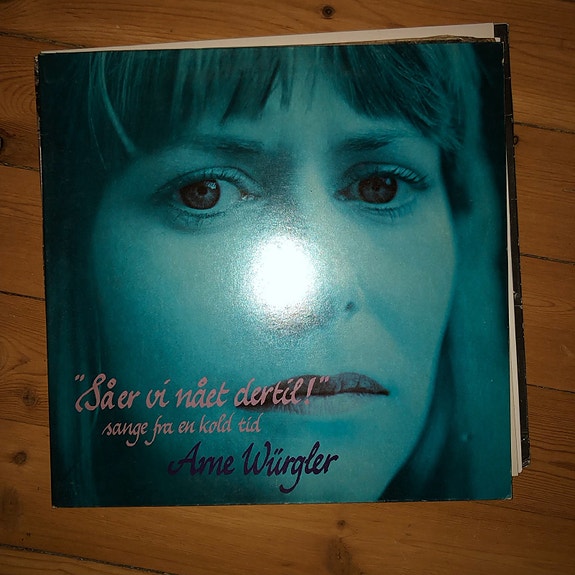 "Så er vi nået dertil!"
sange fra en kold tid
Arne Würgler